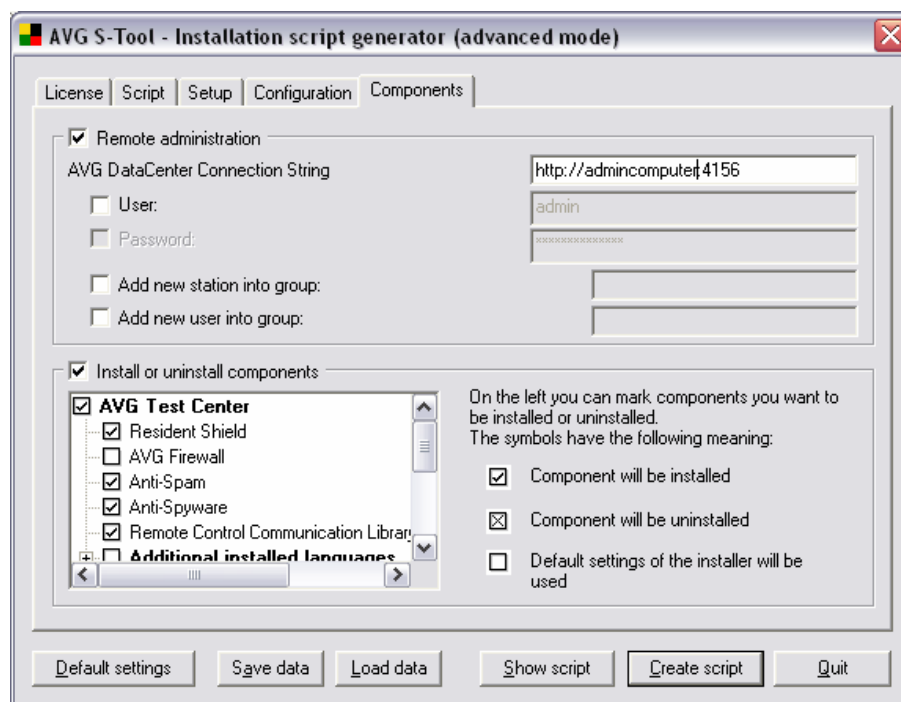 AVG S-Tool - Installation script generator (advanced mode)
License Script Setup Configuration Components
Remote administration
AVG DataCenter Connection String http://admincomputer:4156
User: admin
Password: **************
Add new station into group:
Add new user into group:
Install or uninstall components
AVG Test Center
Resident Shield
AVG Firewall
Anti-Spam
Anti-Spyware
Remote Control Communication Library
Additional installed languages
On the left you can mark components you want to
be installed or uninstalled.
The symbols have the following meaning:
Component will be installed
Component will be uninstalled
Default settings of the installer will be
used
Default settings Save data Load data Show script Create script Quit